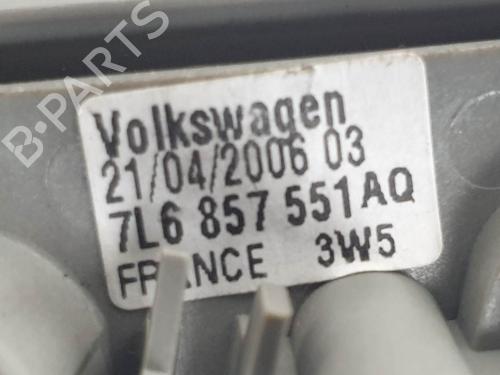 B-PARTS
Volkswagen
21/04/2006 03
7L6 857 551AQ
FRANCE 3W5